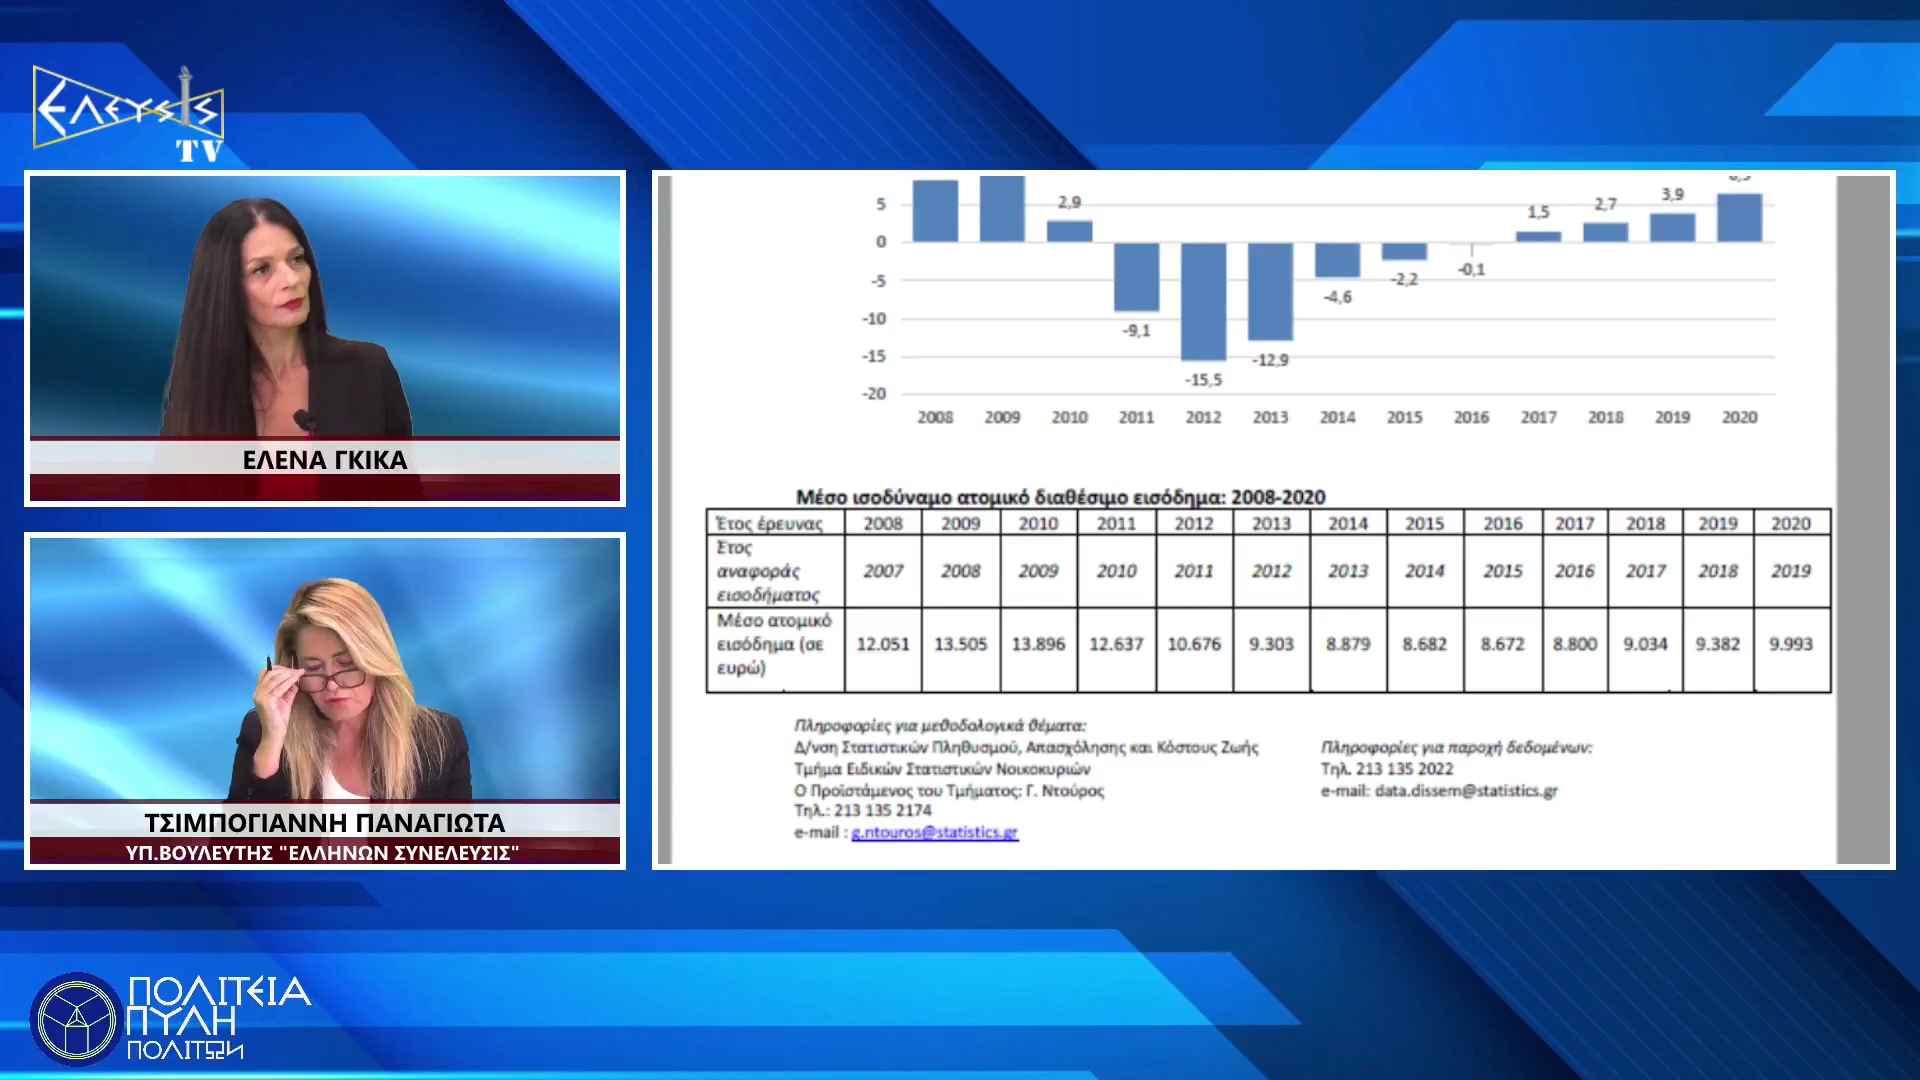 ΕΛΕΥSIS
TV
ΕΛΕΝΑ ΓΚΙΚΑ
ΤΣΙΜΠΟΓΙΑΝΝΗ ΠΑΝΑΓΙΩΤΑ
ΥΠ.ΒΟΥΛΕΥΤΗΣ "ΕΛΛΗΝΩΝ ΣΥΝΕΛΕΥΣΙΣ"
ΠΟΛΙΤΕΙΑ
ΠΥΛΗ
ΠΟΛΙΤΩΝ
5 2,9 1,5 2,7 3,9
0
-5 -9,1 -15,5 -12,9 -4,6 -2,2 -0,1
-10
-15
-20
2008 2009 2010 2011 2012 2013 2014 2015 2016 2017 2018 2019 2020
Μέσο ισοδύναμο ατομικό διαθέσιμο εισόδημα: 2008-2020
Έτος έρευνας 2008 2009 2010 2011 2012 2013 2014 2015 2016 2017 2018 2019 2020
Έτος
αναφοράς 2007 2008 2009 2010 2011 2012 2013 2014 2015 2016 2017 2018 2019
εισοδήματος
Μέσο ατομικό
εισόδημα (σε 12.051 13.505 13.896 12.637 10.676 9.303 8.879 8.682 8.672 8.800 9.034 9.382 9.993
ευρώ)
Πληροφορίες για μεθοδολογικά θέματα:
Δ/νση Στατιστικών Πληθυσμού, Απασχόλησης και Κόστους Ζωής
Τμήμα Ειδικών Στατιστικών Νοικοκυριών
Ο Προϊστάμενος του Τμήματος: Γ. Ντούρος
Τηλ.: 213 135 2174
e-mail : g.ntouros@statistics.gr
Πληροφορίες για παροχή δεδομένων:
Τηλ. 213 135 2022
e-mail: data.dissem@statistics.gr